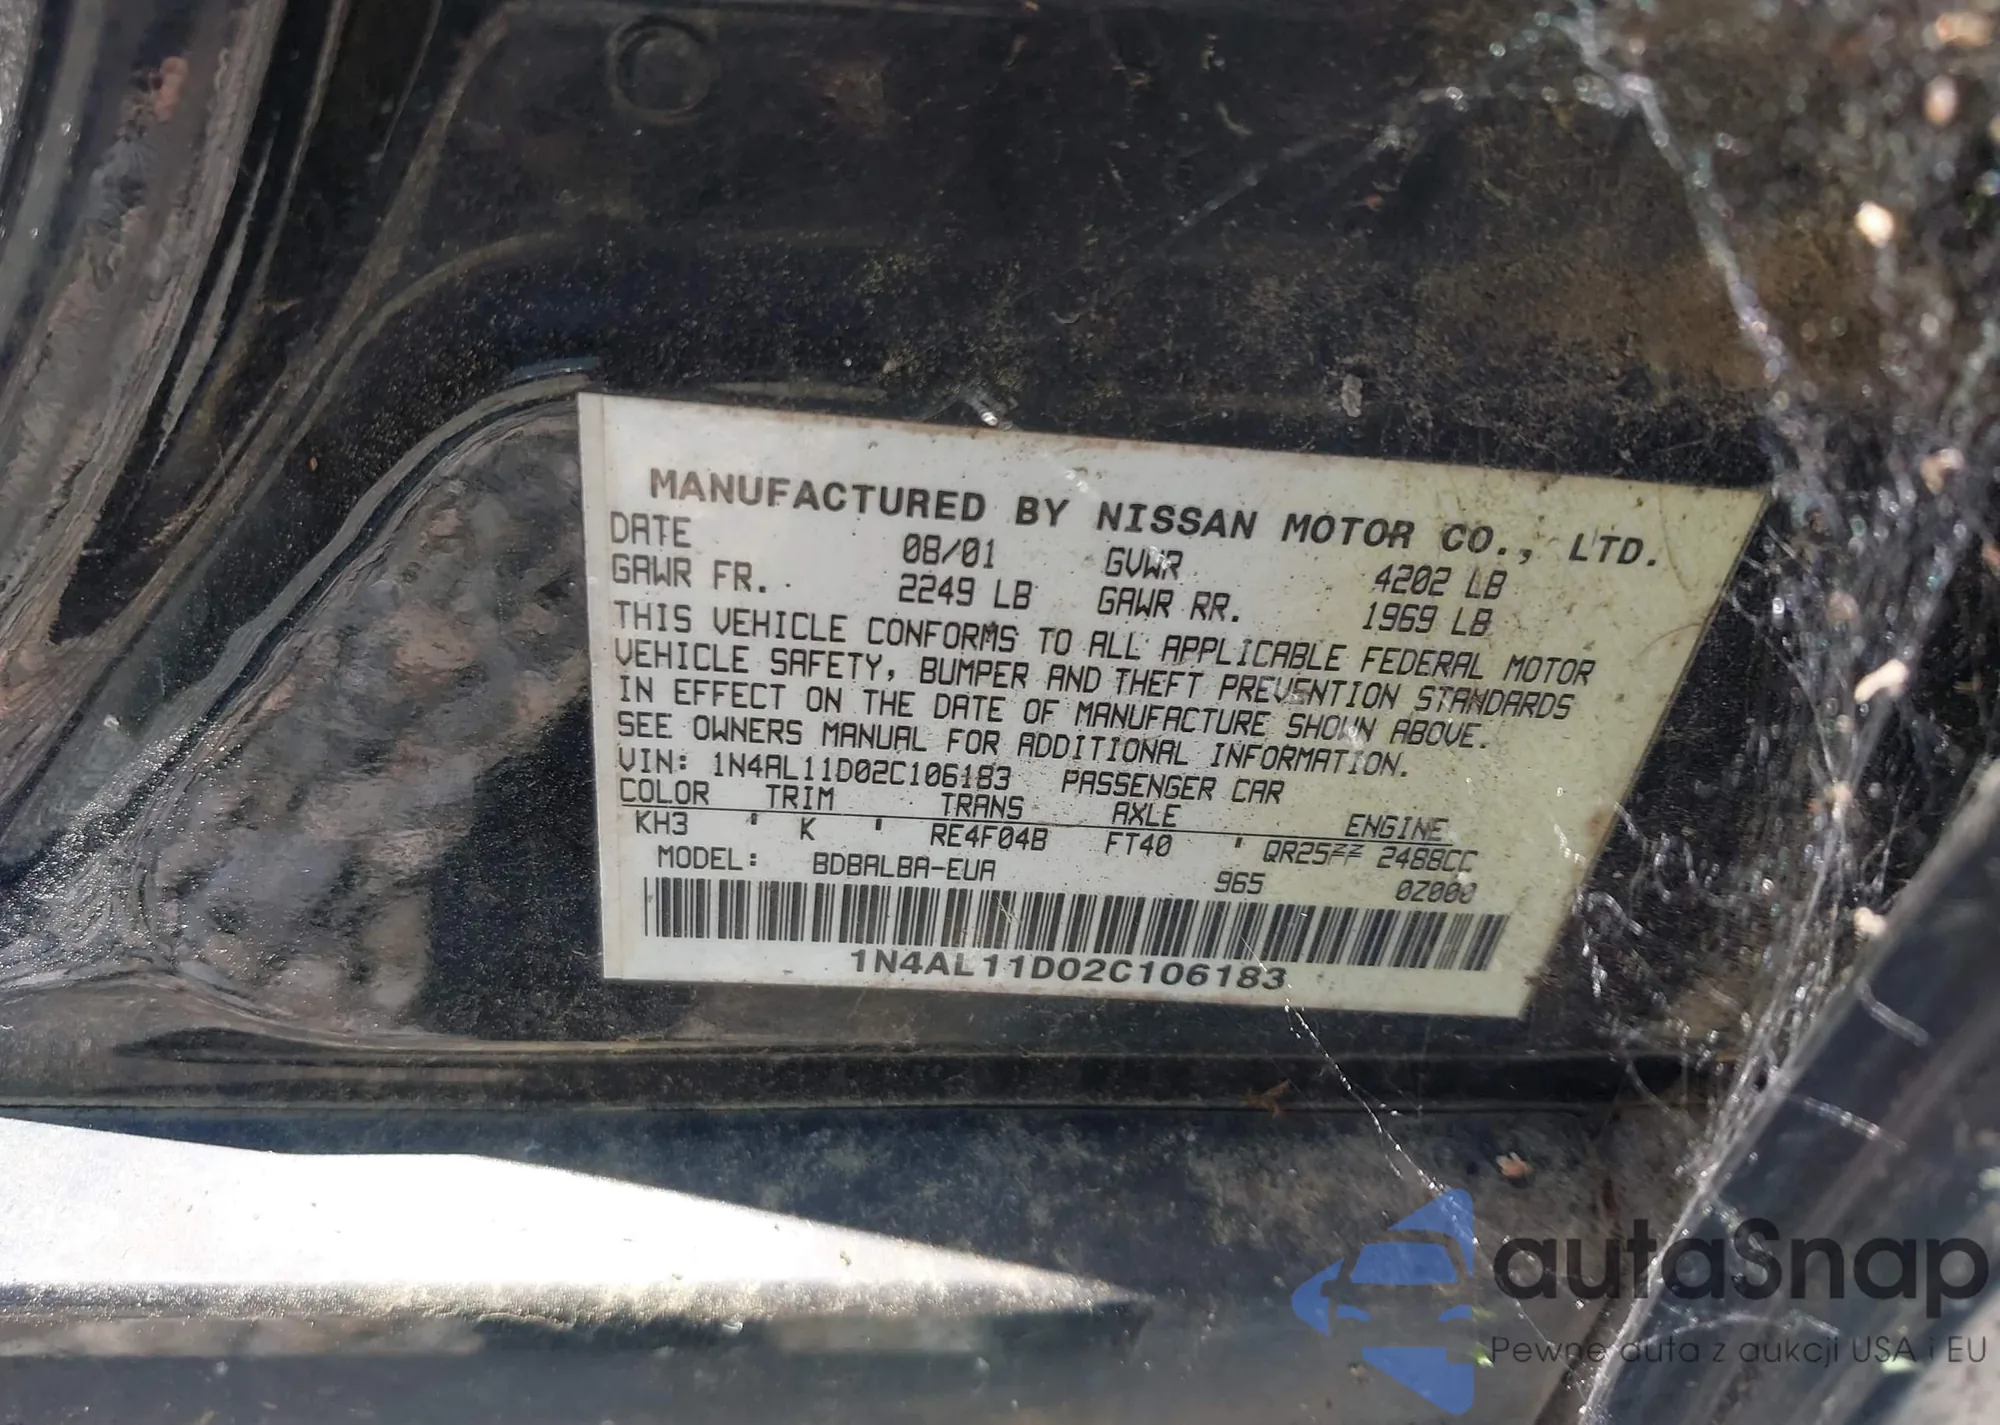 MANUFACTURED BY NISSAN MOTOR CO., LTD.
DATE 08/01 GVWR 4202 LB
GAWR FR. 2249 LB GAWR RR. 1969 LB
THIS VEHICLE CONFORMS TO ALL APPLICABLE FEDERAL MOTOR
VEHICLE SAFETY, BUMPER AND THEFT PREVENTION STANDARDS
IN EFFECT ON THE DATE OF MANUFACTURE SHOWN ABOVE.
SEE OWNERS MANUAL FOR ADDITIONAL INFORMATION.
VIN: 1N4AL11D02C106183 PASSENGER CAR
COLOR TRIM TRANS AXLE ENGINE
KH3 ' K ' RE4F04B FT40 ' QR25ZZ 2488CC
MODEL: BDBALBA-EUA 965 0Z000
1N4AL11D02C106183
autaSnap
Pewne auta z aukcji USA i EU